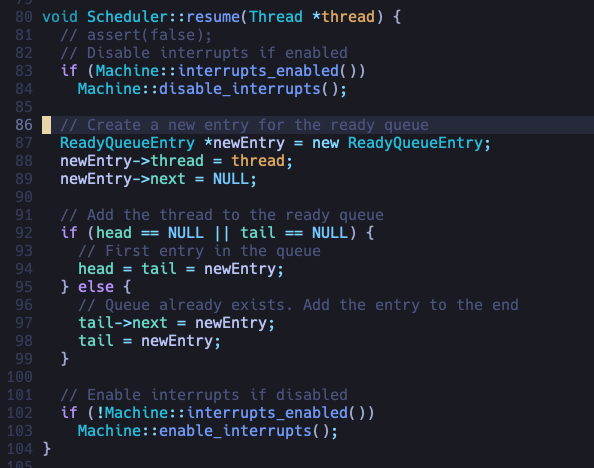 80 void Scheduler::resume(Thread *thread) {
81   // assert(false);
82   // Disable interrupts if enabled
83   if (Machine::interrupts_enabled())
84     Machine::disable_interrupts();
85
86   // Create a new entry for the ready queue
87   ReadyQueueEntry *newEntry = new ReadyQueueEntry;
88   newEntry->thread = thread;
89   newEntry->next = NULL;
90
91   // Add the thread to the ready queue
92   if (head == NULL || tail == NULL) {
93     // First entry in the queue
94     head = tail = newEntry;
95   } else {
96     // Queue already exists. Add the entry to the end
97     tail->next = newEntry;
98     tail = newEntry;
99   }
100
101   // Enable interrupts if disabled
102   if (!Machine::interrupts_enabled())
103     Machine::enable_interrupts();
104 }
105